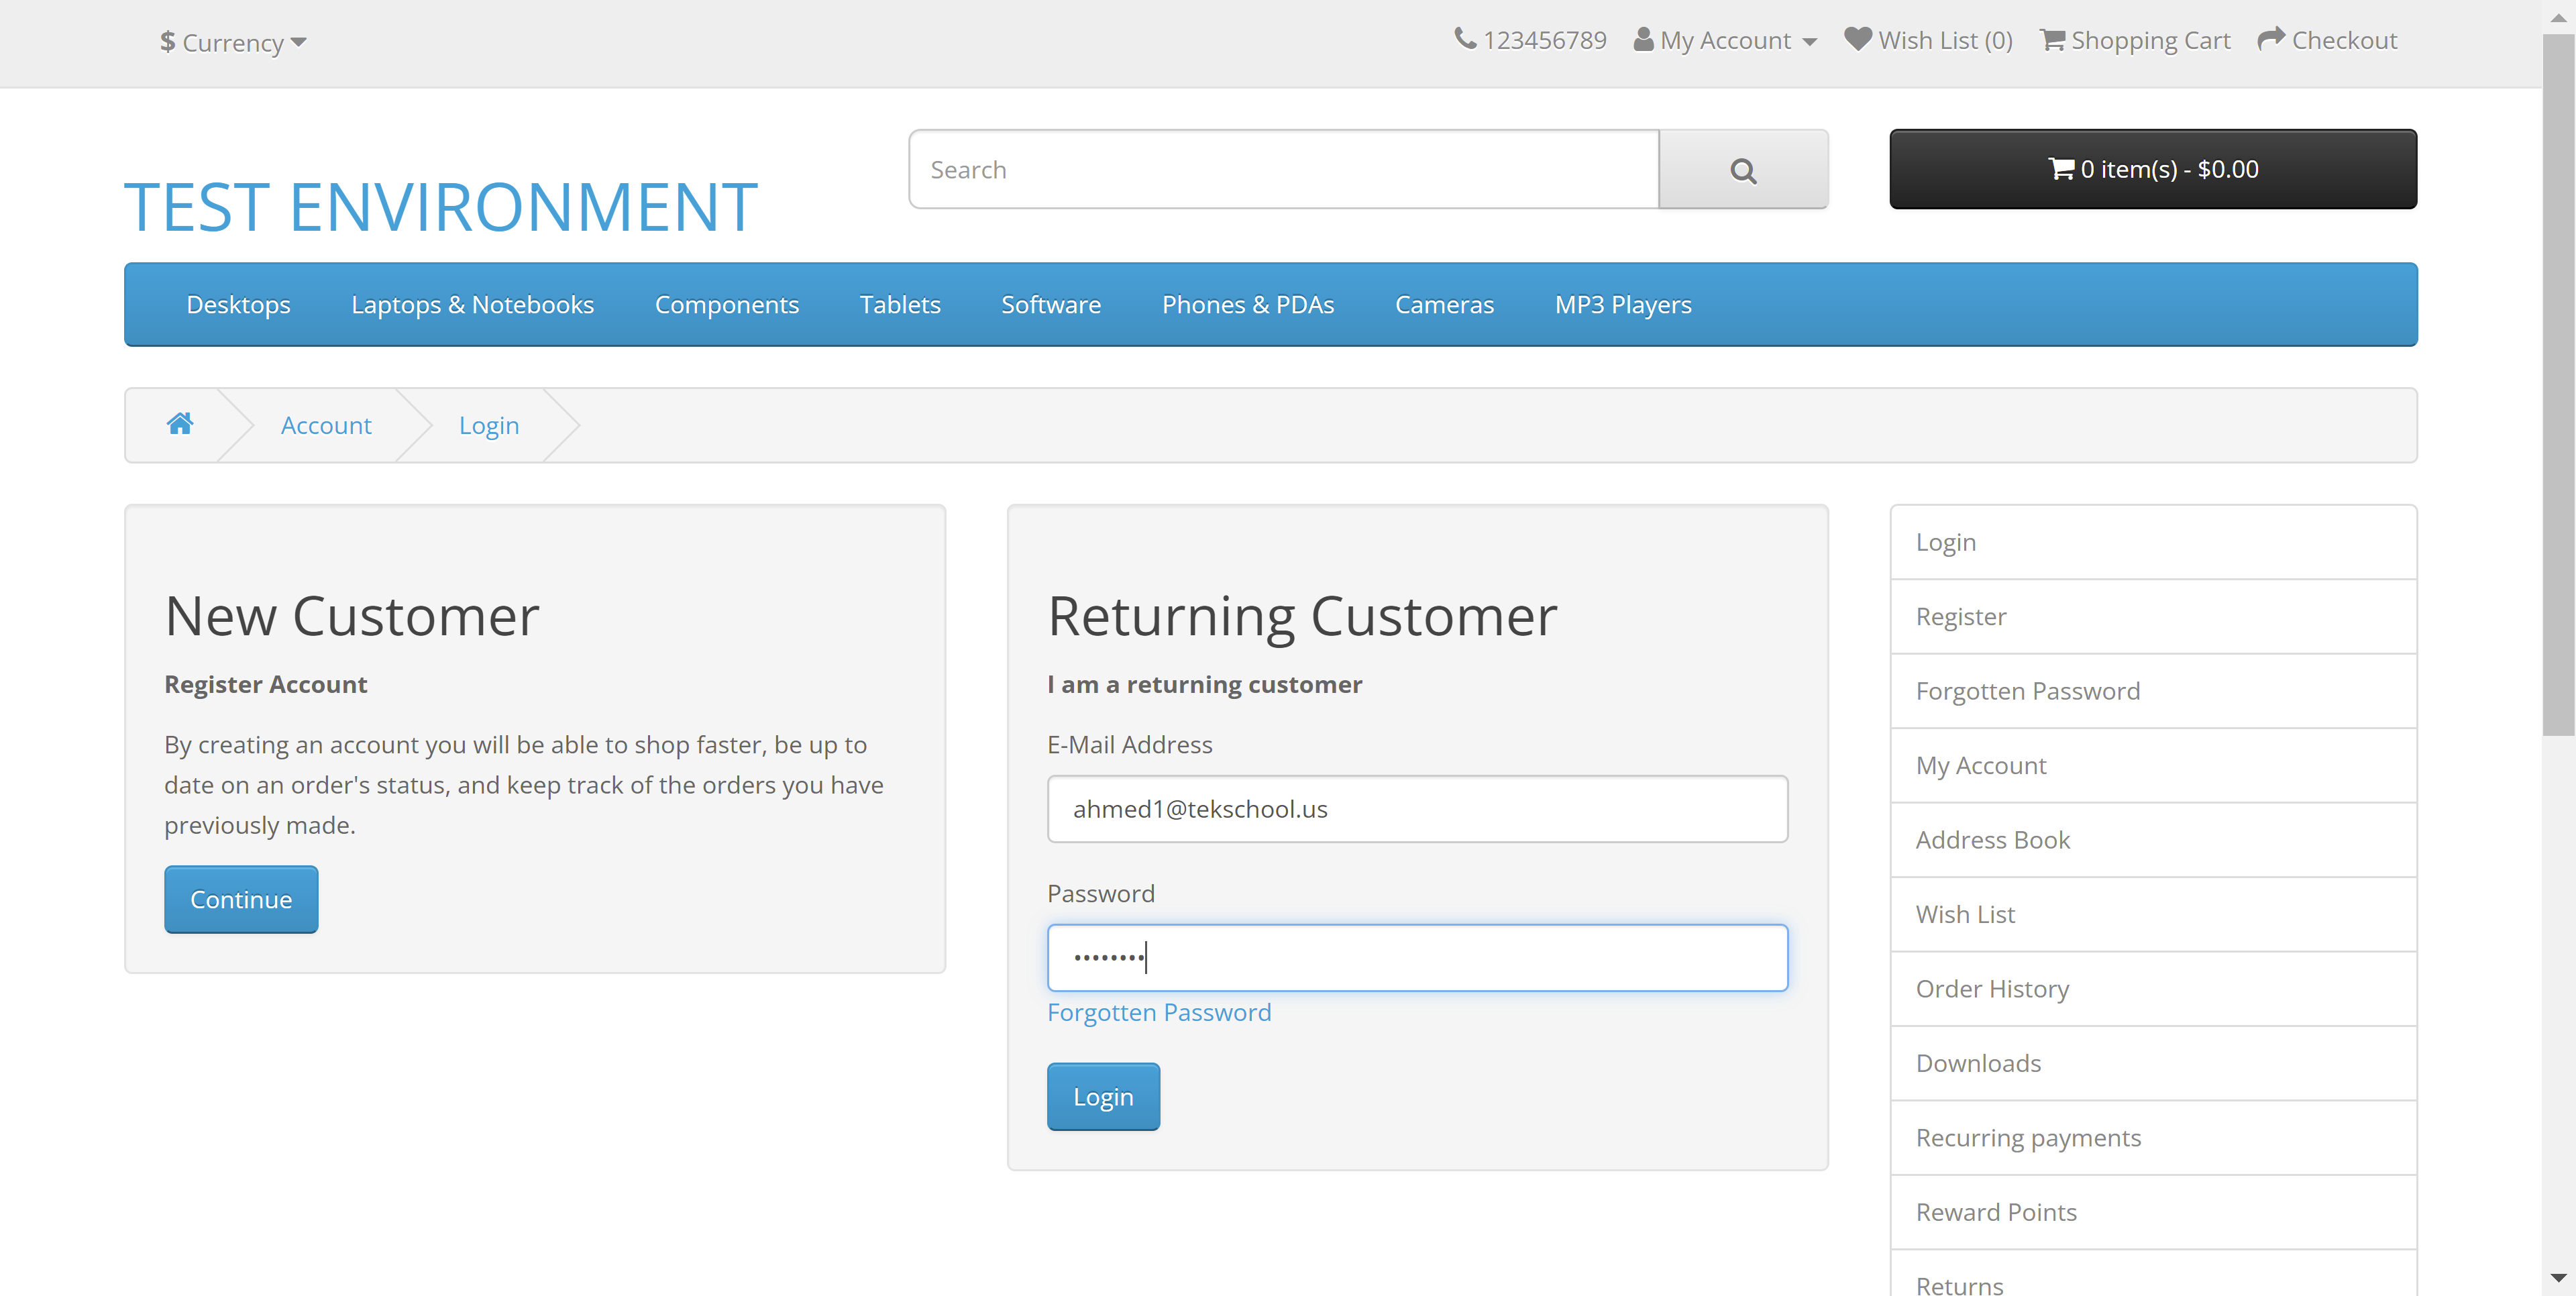 $ Currency
123456789 My Account Wish List (0) Shopping Cart Checkout
TEST ENVIRONMENT
Search
0 item(s) - $0.00
Desktops Laptops & Notebooks Components Tablets Software Phones & PDAs Cameras MP3 Players
Account Login
New Customer
Register Account
By creating an account you will be able to shop faster, be up to
date on an order's status, and keep track of the orders you have
previously made.
Continue
Returning Customer
I am a returning customer
E-Mail Address
ahmed1@tekschool.us
Password
••••••••
Forgotten Password
Login
Login
Register
Forgotten Password
My Account
Address Book
Wish List
Order History
Downloads
Recurring payments
Reward Points
Returns